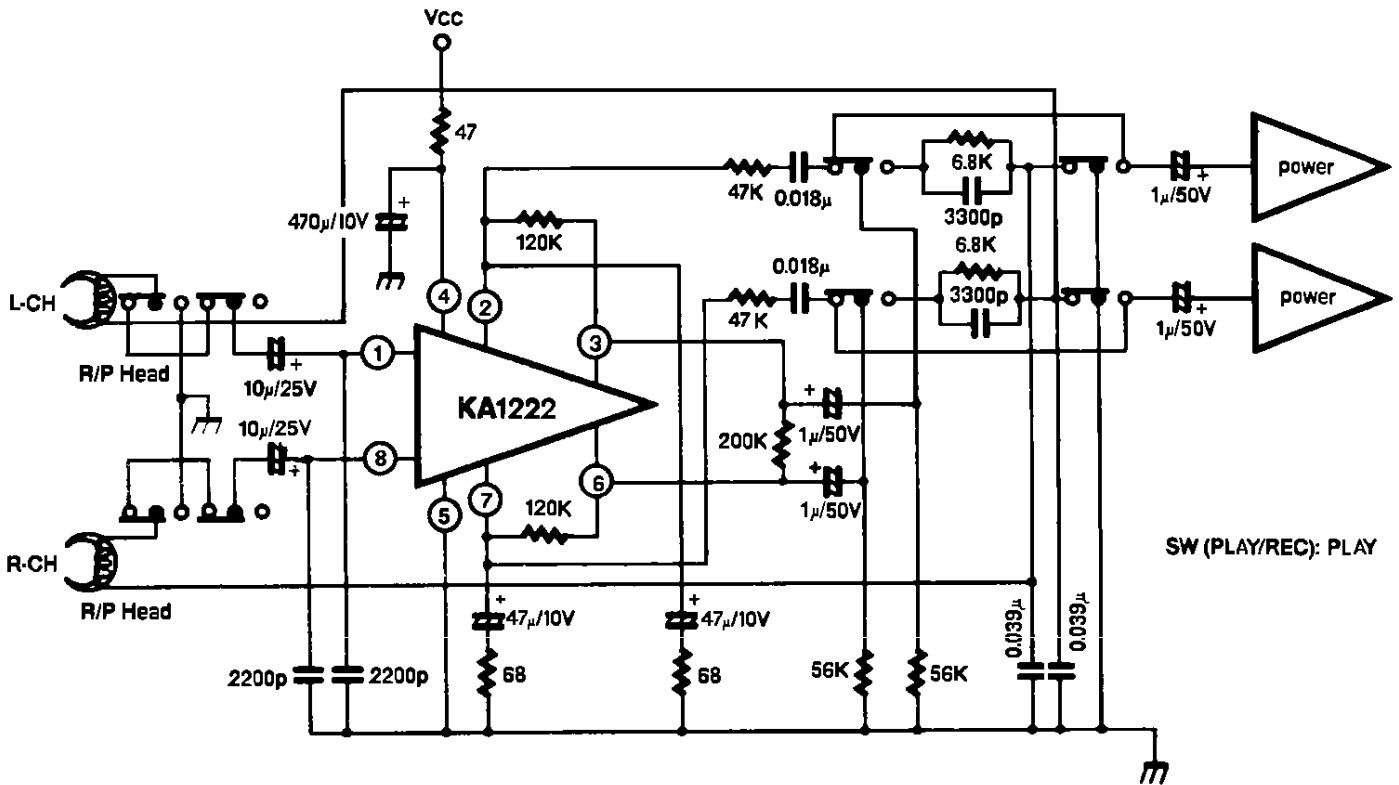 VCC
47
470μ/10V
120K
47K
0.018μ
6.8K
3300p
1μ/50V
power
L-CH
R/P Head
10μ/25V
4
2
3
1
0.018μ
47K
6.8K
3300p
1μ/50V
power
KA1222
10μ/25V
8
5
7
6
120K
200K
1μ/50V
1μ/50V
R-CH
R/P Head
SW (PLAY/REC): PLAY
2200p
2200p
47μ/10V
68
47μ/10V
68
56K
56K
0.039μ
0.039μ
+
+
+
+
+
+
+
+
+